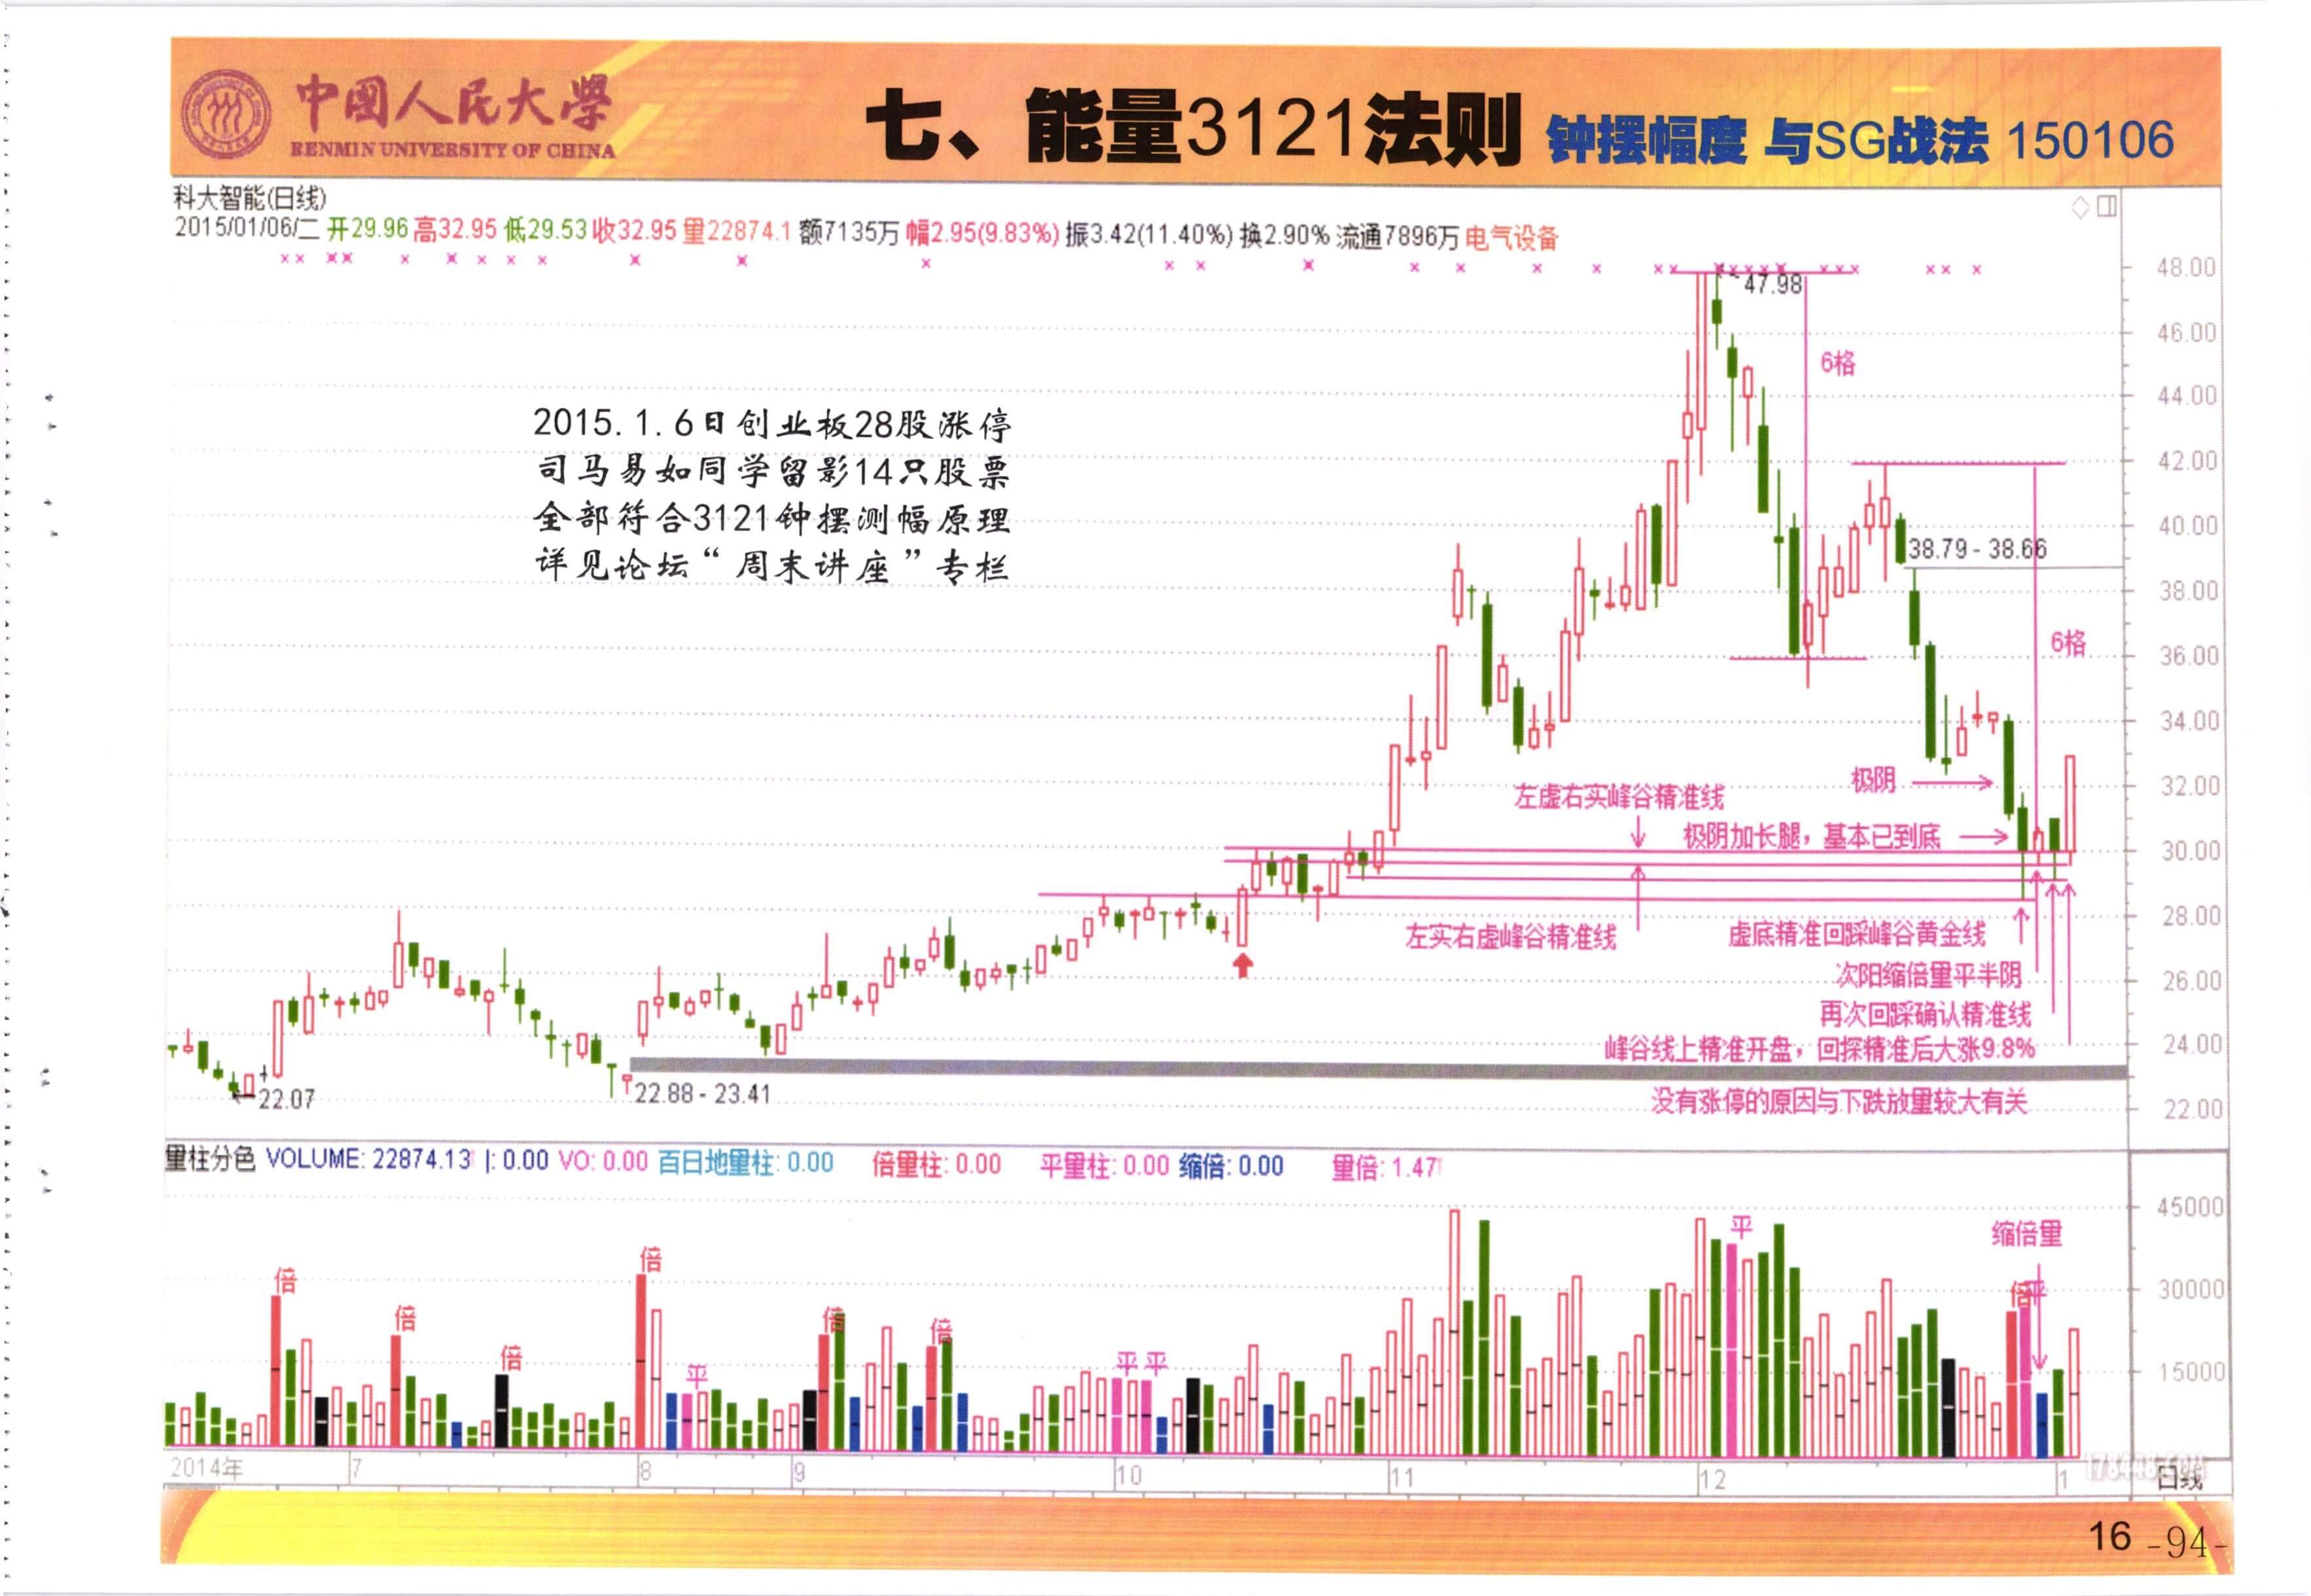 中國人民大學
RENMIN UNIVERSITY OF CHINA
七、能量3121法则 钟摆幅度 与SG战法 150106
科大智能(日线)
2015/01/06/二 开29.96 高32.95 低29.53 收32.95 量22874.1 额7135万 幅2.95(9.83%) 振3.42(11.40%) 换2.90% 流通7896万 电气设备
48.00
47.98
46.00
6格
44.00
2015.1.6日创业板28股涨停
司马易如同学留影14只股票
全部符合3121钟摆测幅原理
详见论坛“周末讲座”专栏
42.00
40.00
38.79 - 38.66
38.00
6格
36.00
34.00
极阴
32.00
左虚右实峰谷精准线
极阴加长腿，基本已到底
30.00
28.00
左实右虚峰谷精准线
虚底精准回踩峰谷黄金线
次阳缩倍量平半阴
26.00
再次回踩确认精准线
峰谷线上精准开盘，回探精准后大涨9.8%
24.00
22.07
22.88 - 23.41
没有涨停的原因与下跌放量较大有关
22.00
量柱分色 VOLUME: 22874.13 |: 0.00 VO: 0.00 百日地量柱: 0.00 倍量柱: 0.00 平量柱: 0.00 缩倍: 0.00 量倍: 1.47↑
45000
平
缩倍量
倍
倍
30000
倍平
倍
倍
倍
倍
平
平平
15000
2014年 7 8 9 10 11 12 1 日线
16 -94-